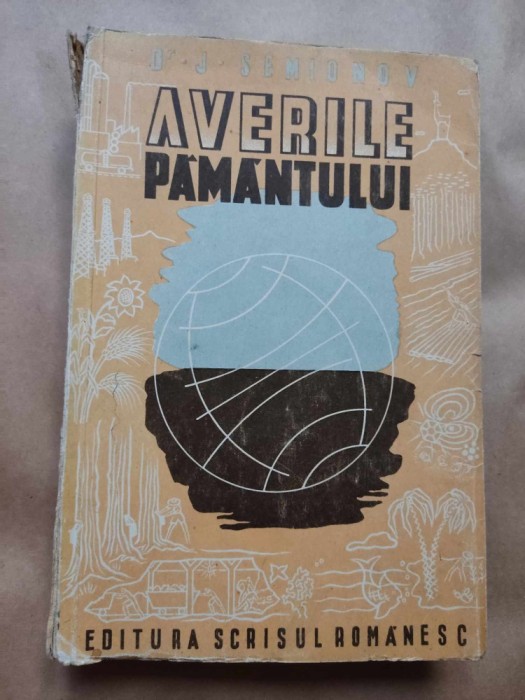 Dr J. SEMIONOV
AVERILE
PĂMÂNTULUI
EDITURA SCRISUL ROMÂNESC